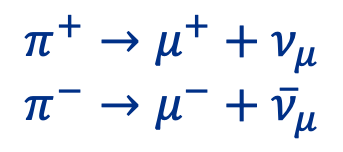 π⁺ → μ⁺ + ν_μ
π⁻ → μ⁻ + ν̄_μ